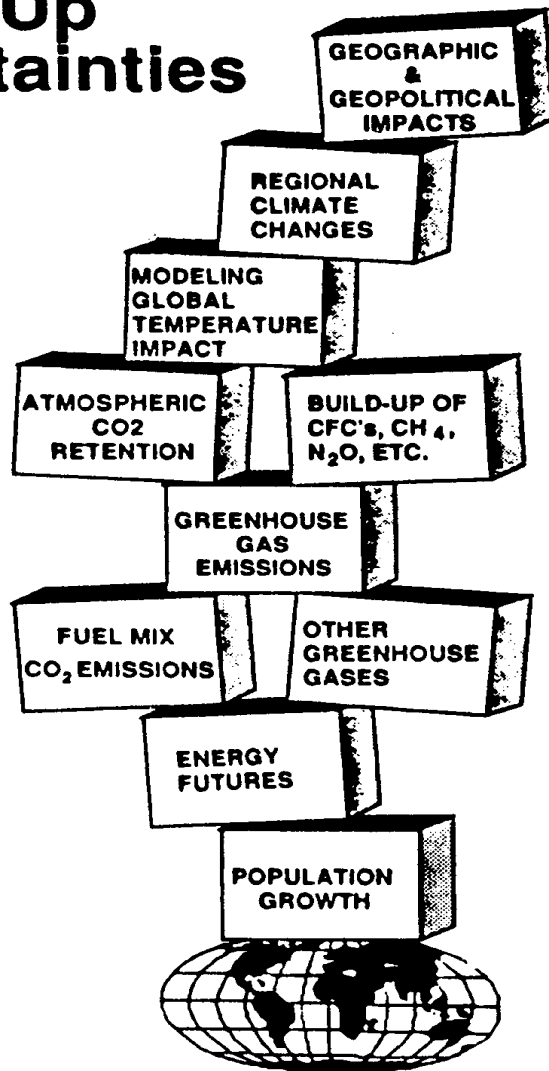 Up
tainties
GEOGRAPHIC
&
GEOPOLITICAL
IMPACTS
REGIONAL
CLIMATE
CHANGES
MODELING
GLOBAL
TEMPERATURE
IMPACT
ATMOSPHERIC
CO2
RETENTION
BUILD-UP OF
CFC's, CH₄,
N₂O, ETC.
GREENHOUSE
GAS
EMISSIONS
FUEL MIX
CO₂ EMISSIONS
OTHER
GREENHOUSE
GASES
ENERGY
FUTURES
POPULATION
GROWTH